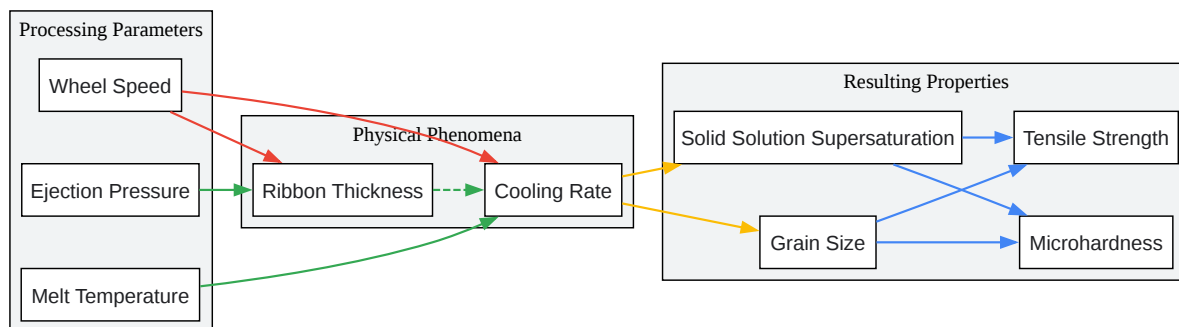 Processing Parameters
Wheel Speed
Ejection Pressure
Melt Temperature
Physical Phenomena
Ribbon Thickness
Cooling Rate
Resulting Properties
Solid Solution Supersaturation
Tensile Strength
Grain Size
Microhardness